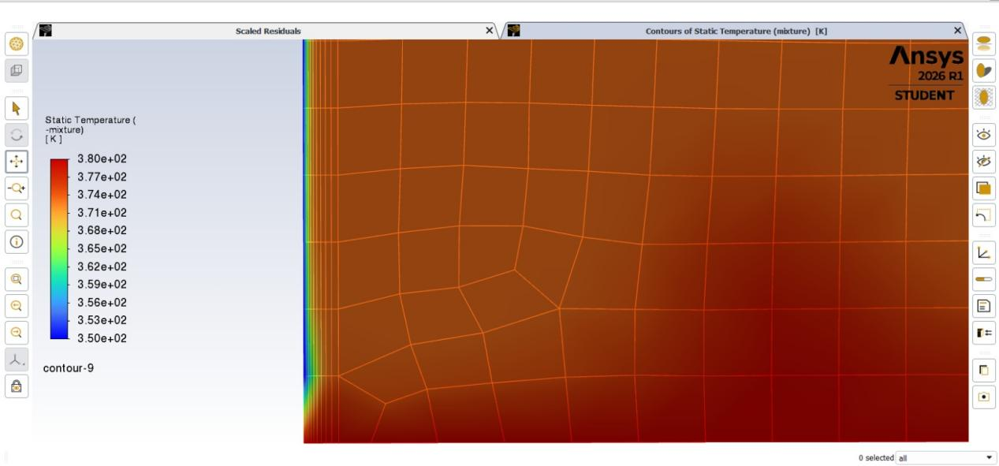 Scaled Residuals
Contours of Static Temperature (mixture) [K]
Ansys
2026 R1
STUDENT
Static Temperature (
-mixture)
[K]
3.80e+02
3.77e+02
3.74e+02
3.71e+02
3.68e+02
3.65e+02
3.62e+02
3.59e+02
3.56e+02
3.53e+02
3.50e+02
contour-9
0 selected all